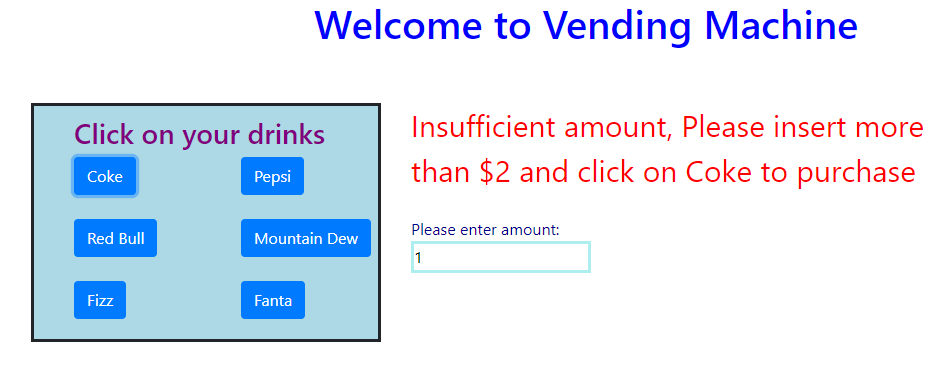 Welcome to Vending Machine
Click on your drinks
Coke
Pepsi
Red Bull
Mountain Dew
Fizz
Fanta
Insufficient amount, Please insert more
than $2 and click on Coke to purchase
Please enter amount:
1